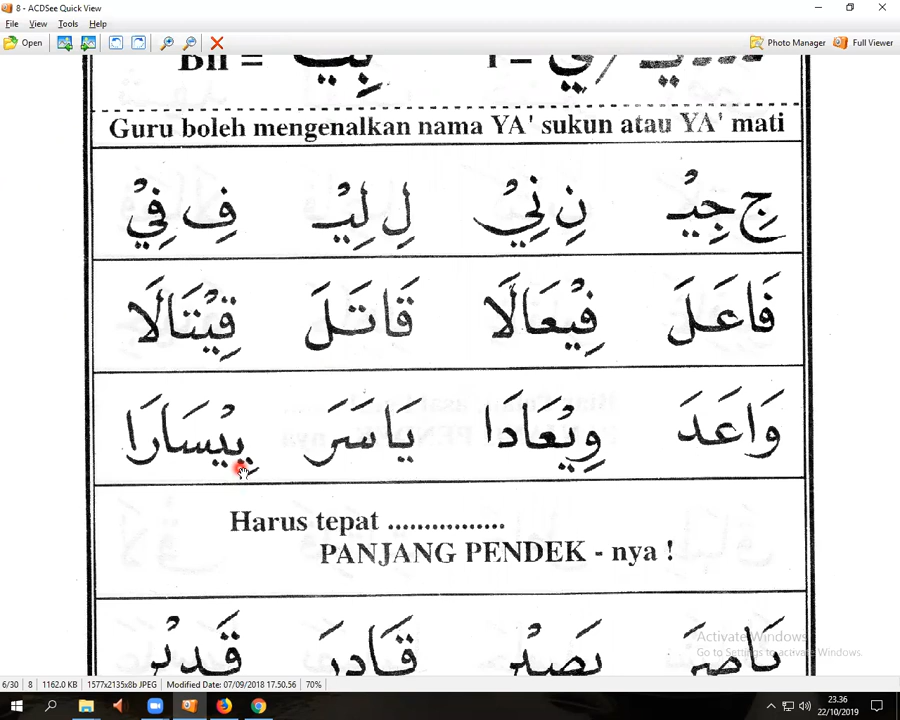 8 - ACDSee Quick View
File View Tools Help
Open Photo Manager Full Viewer
BII = بِيْ I =
Guru boleh mengenalkan nama YA' sukun atau YA' mati
جِ جِيْـ نِ نِيْ لِ لِيْـ فِ فِيْ
فَاعَلَ فِيْعَالَا قَاتَلَ قِيْتَالَا
وَاعَدَ وِيْعَادَا يَاسَرَ يِيْسَارَا
Harus tepat ................
PANJANG PENDEK - nya !
نَاصِرَ نَصِيْرٌ قَادِرَ قَدِيْرٌ
Activate Windows
Go to Settings to activate Windows.
6/30 8 1162.0 KB 1577x2135x8b JPEG Modified Date: 07/09/2018 17.50.56 70%
23.36
22/10/2019